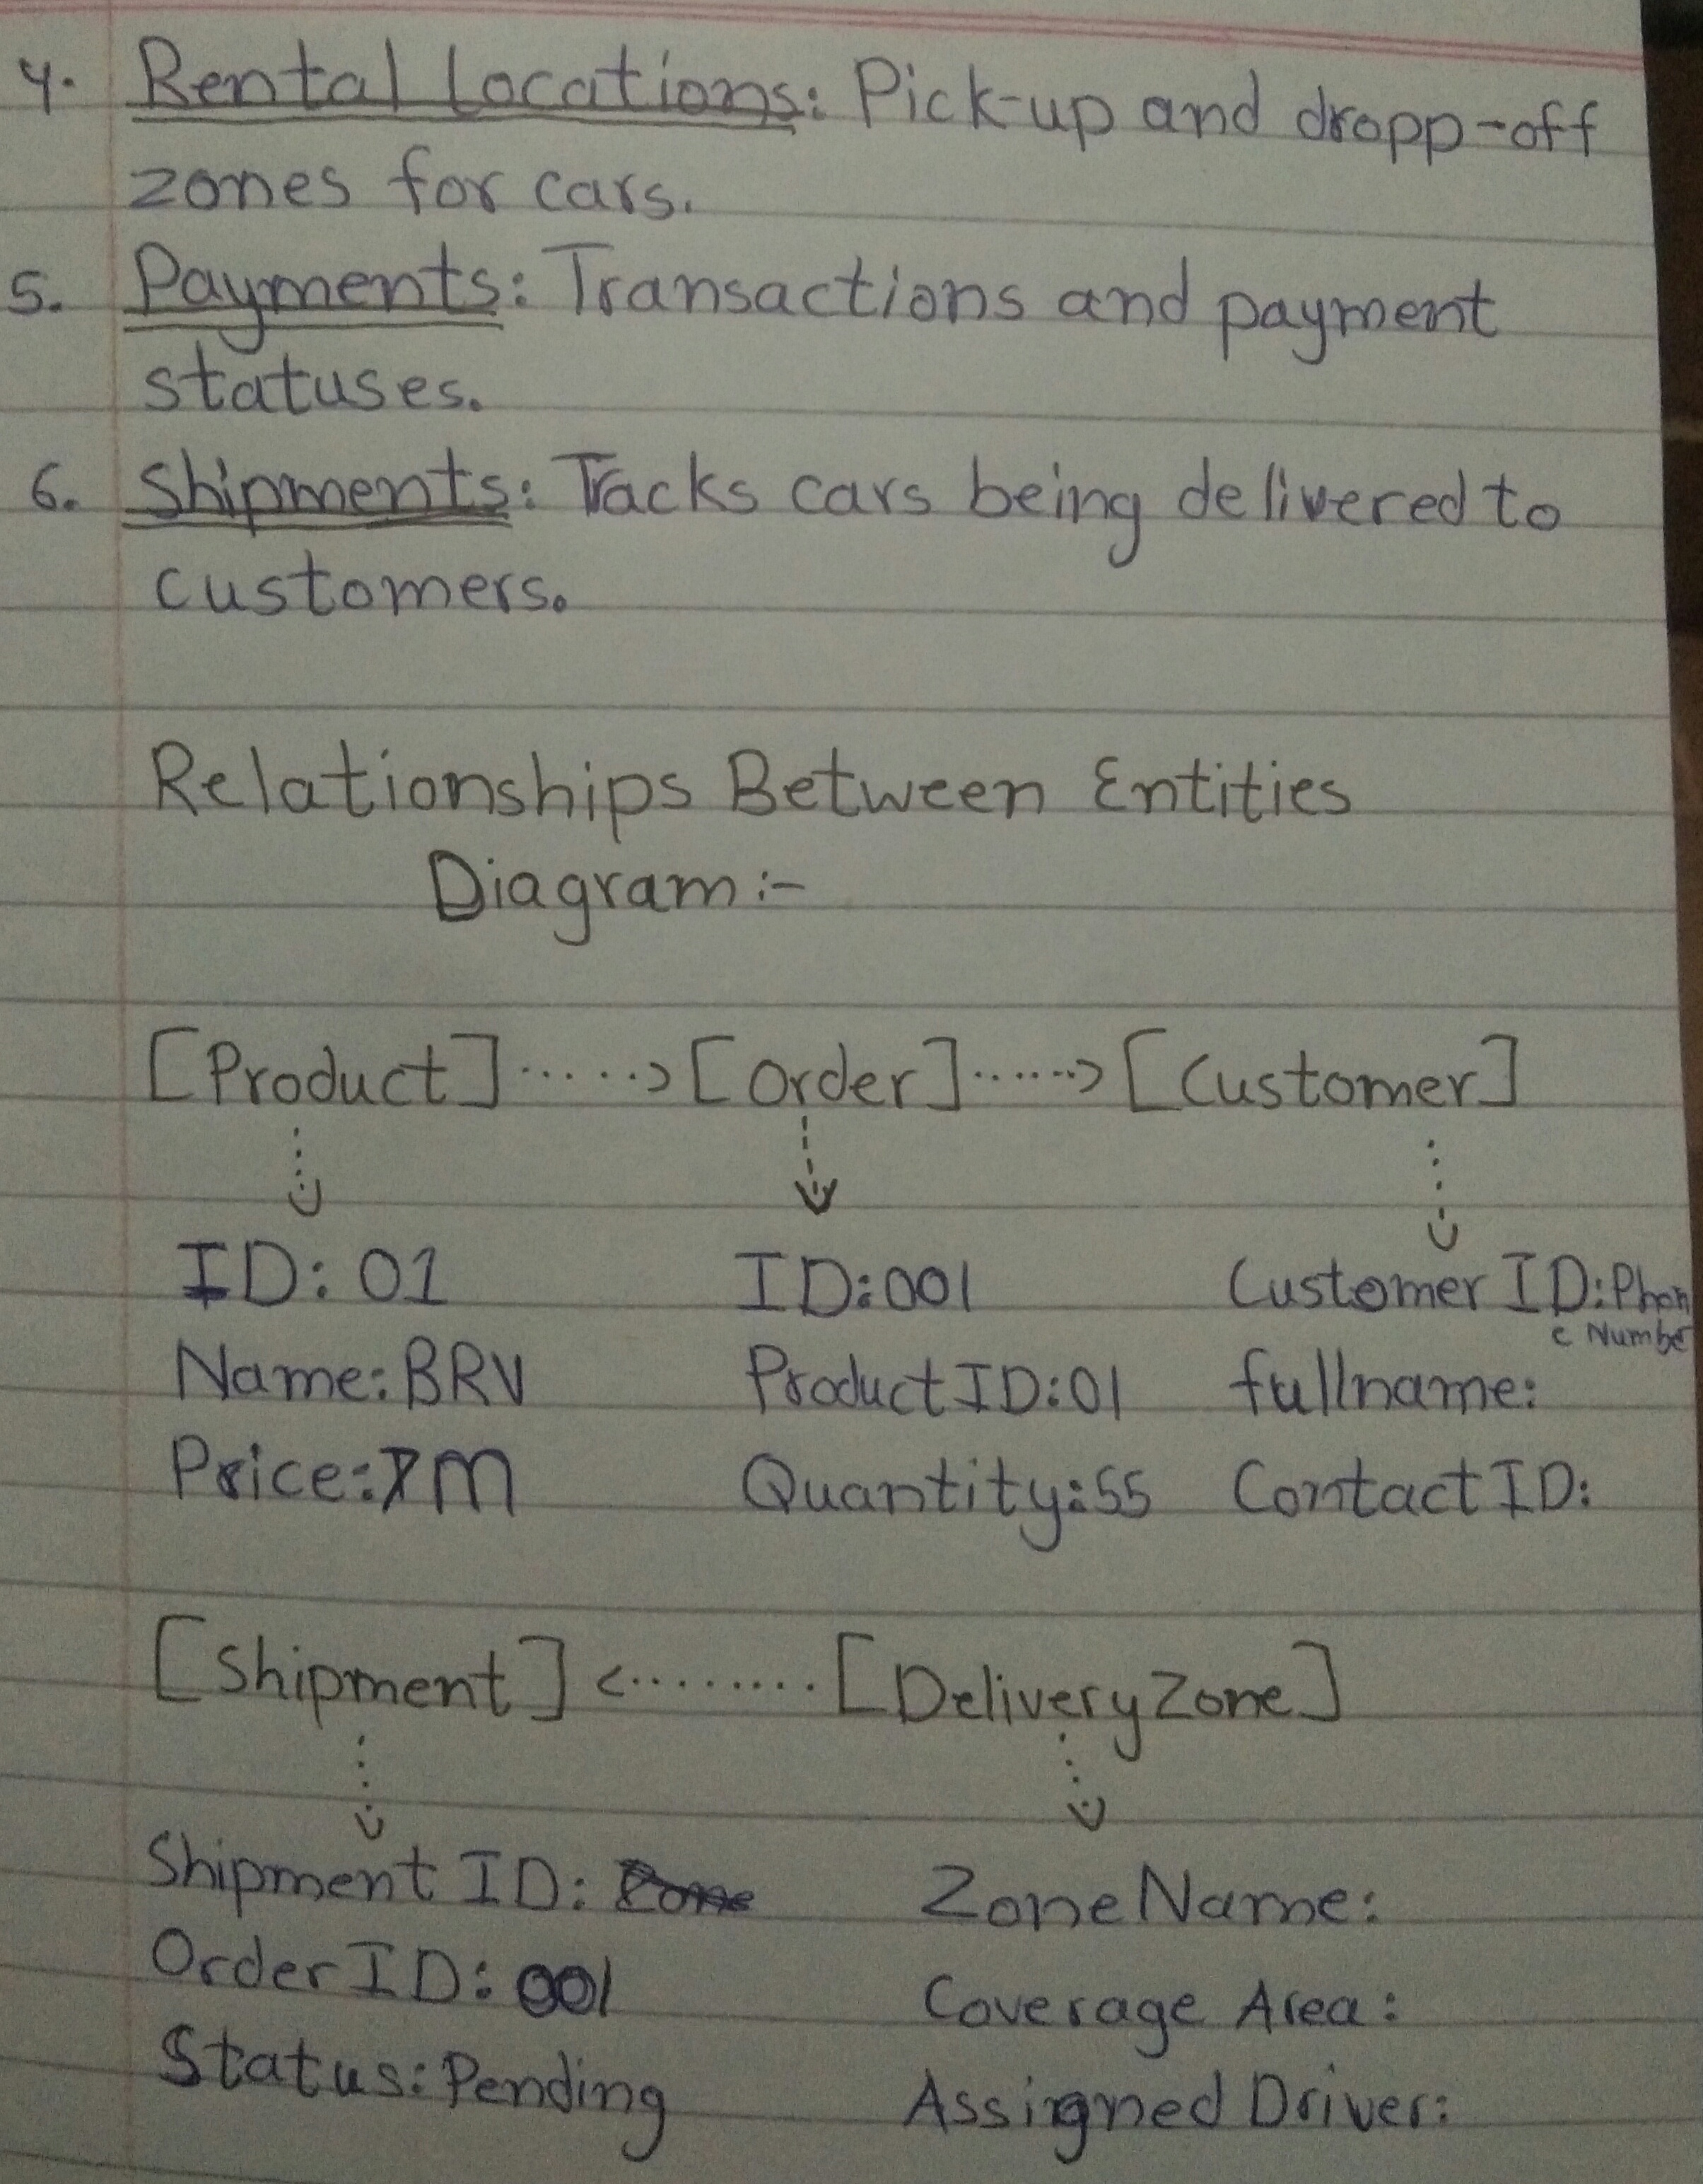 4. Rental Locations: Pick-up and dropp-off
zones for cars.
5. Payments: Transactions and payment
statuses.
6. Shipments: Tracks cars being delivered to
customers.
Relationships Between Entities
Diagram:-
[Product] ·····> [Order] ······> [Customer]
ID: 01 ID:001 Customer ID:Phon
e Number
Name:BRV Product ID:01 fullname:
Price:7M Quantity:55 Contact ID:
[Shipment] <········· [Delivery Zone]
Shipment ID: Zone Name:
Order ID: 001 Coverage Area:
Status:Pending Assigned Driver: